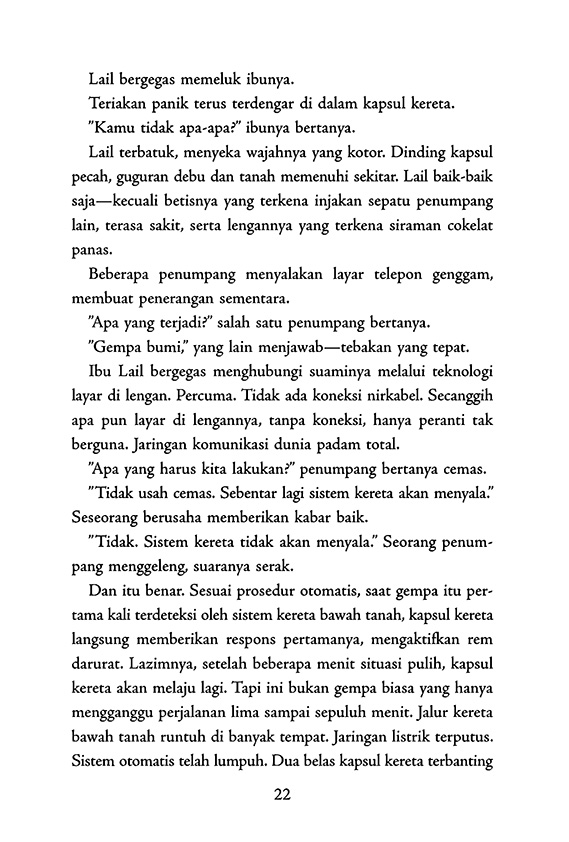 Lail bergegas memeluk ibunya.
Teriakan panik terus terdengar di dalam kapsul kereta.
”Kamu tidak apa-apa?” ibunya bertanya.
Lail terbatuk, menyeka wajahnya yang kotor. Dinding kapsul
pecah, guguran debu dan tanah memenuhi sekitar. Lail baik-baik
saja—kecuali betisnya yang terkena injakan sepatu penumpang
lain, terasa sakit, serta lengannya yang terkena siraman cokelat
panas.
Beberapa penumpang menyalakan layar telepon genggam,
membuat penerangan sementara.
”Apa yang terjadi?” salah satu penumpang bertanya.
”Gempa bumi,” yang lain menjawab—tebakan yang tepat.
Ibu Lail bergegas menghubungi suaminya melalui teknologi
layar di lengan. Percuma. Tidak ada koneksi nirkabel. Secanggih
apa pun layar di lengannya, tanpa koneksi, hanya peranti tak
berguna. Jaringan komunikasi dunia padam total.
”Apa yang harus kita lakukan?” penumpang bertanya cemas.
”Tidak usah cemas. Sebentar lagi sistem kereta akan menyala.”
Seseorang berusaha memberikan kabar baik.
”Tidak. Sistem kereta tidak akan menyala.” Seorang penum-
pang menggeleng, suaranya serak.
Dan itu benar. Sesuai prosedur otomatis, saat gempa itu per-
tama kali terdeteksi oleh sistem kereta bawah tanah, kapsul kereta
langsung memberikan respons pertamanya, mengaktifkan rem
darurat. Lazimnya, setelah beberapa menit situasi pulih, kapsul
kereta akan melaju lagi. Tapi ini bukan gempa biasa yang hanya
mengganggu perjalanan lima sampai sepuluh menit. Jalur kereta
bawah tanah runtuh di banyak tempat. Jaringan listrik terputus.
Sistem otomatis telah lumpuh. Dua belas kapsul kereta terbanting
22